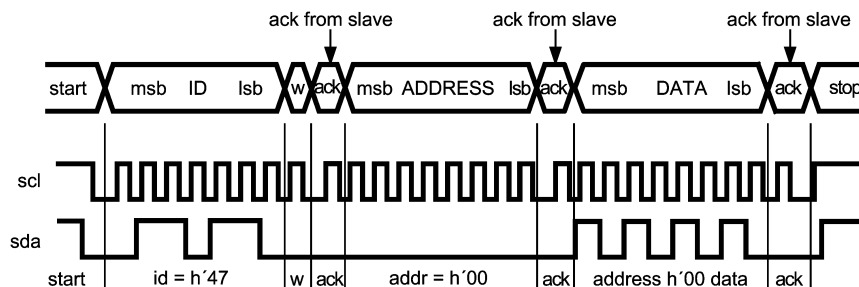 ack from slave ack from slave ack from slave
start msb ID lsb w ack msb ADDRESS lsb ack msb DATA lsb ack stop
scl
sda
start id = h´47 w ack addr = h´00 ack address h´00 data ack